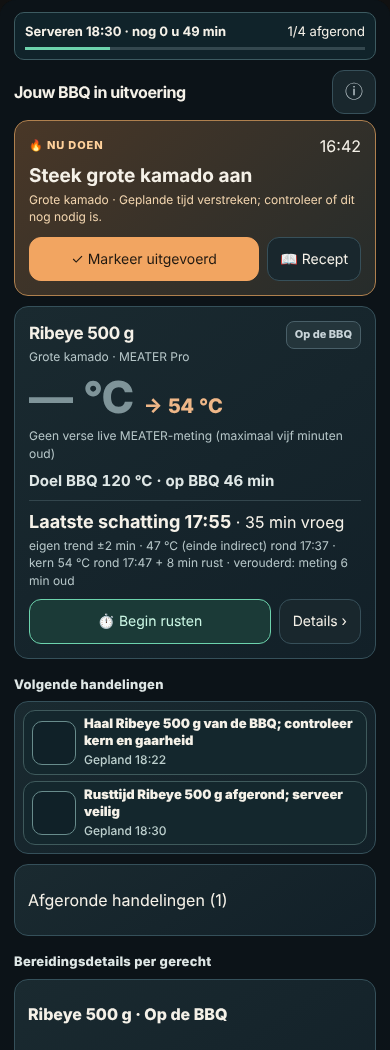 Serveren 18:30 · nog 0 u 49 min 1/4 afgerond
Jouw BBQ in uitvoering ⓘ
🔥 NU DOEN 16:42
Steek grote kamado aan
Grote kamado · Geplande tijd verstreken; controleer of dit
nog nodig is.
✓ Markeer uitgevoerd 📖 Recept
Ribeye 500 g Op de BBQ
Grote kamado · MEATER Pro
— °C → 54 °C
Geen verse live MEATER-meting (maximaal vijf minuten
oud)
Doel BBQ 120 °C · op BBQ 46 min
Laatste schatting 17:55 · 35 min vroeg
eigen trend ±2 min · 47 °C (einde indirect) rond 17:37 ·
kern 54 °C rond 17:47 + 8 min rust · verouderd: meting 6
min oud
⏱️ Begin rusten Details ›
Volgende handelingen
Haal Ribeye 500 g van de BBQ; controleer
kern en gaarheid
Gepland 18:22
Rusttijd Ribeye 500 g afgerond; serveer
veilig
Gepland 18:30
Afgeronde handelingen (1)
Bereidingsdetails per gerecht
Ribeye 500 g · Op de BBQ